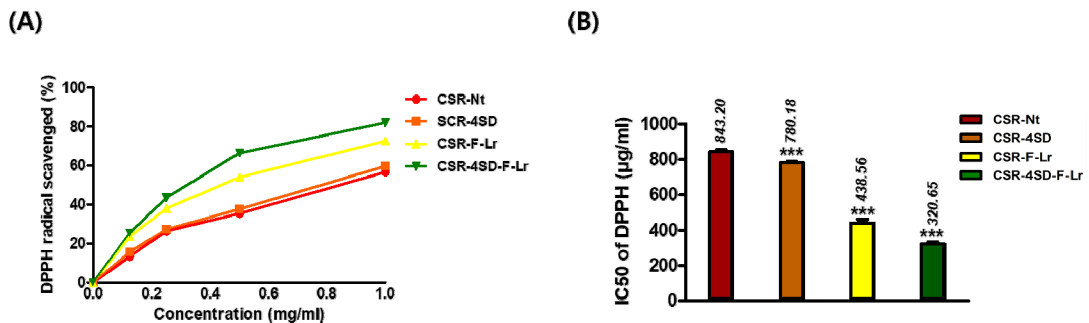 (A)
DPPH radical scavenged (%)
100
80
60
40
20
0
0.0
0.2
0.4
0.6
0.8
1.0
Concentration (mg/ml)
CSR-Nt
SCR-4SD
CSR-F-Lr
CSR-4SD-F-Lr
(B)
IC50 of DPPH (µg/ml)
1000
800
600
400
200
0
843.20
780.18
***
438.56
***
320.65
***
CSR-Nt
CSR-4SD
CSR-F-Lr
CSR-4SD-F-Lr